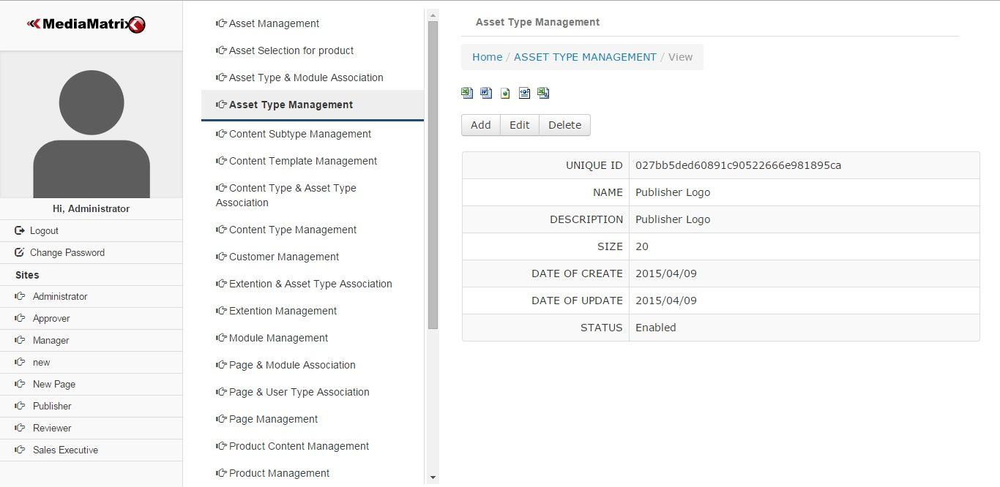 MediaMatrix
Hi, Administrator
Logout
Change Password
Sites
Administrator
Approver
Manager
new
New Page
Publisher
Reviewer
Sales Executive
Asset Management
Asset Selection for product
Asset Type & Module Association
Asset Type Management
Content Subtype Management
Content Template Management
Content Type & Asset Type
Association
Content Type Management
Customer Management
Extention & Asset Type Association
Extention Management
Module Management
Page & Module Association
Page & User Type Association
Page Management
Product Content Management
Product Management
Asset Type Management
Home / ASSET TYPE MANAGEMENT / View
Add Edit Delete
UNIQUE ID 027bb5ded60891c90522666e981895ca
NAME Publisher Logo
DESCRIPTION Publisher Logo
SIZE 20
DATE OF CREATE 2015/04/09
DATE OF UPDATE 2015/04/09
STATUS Enabled